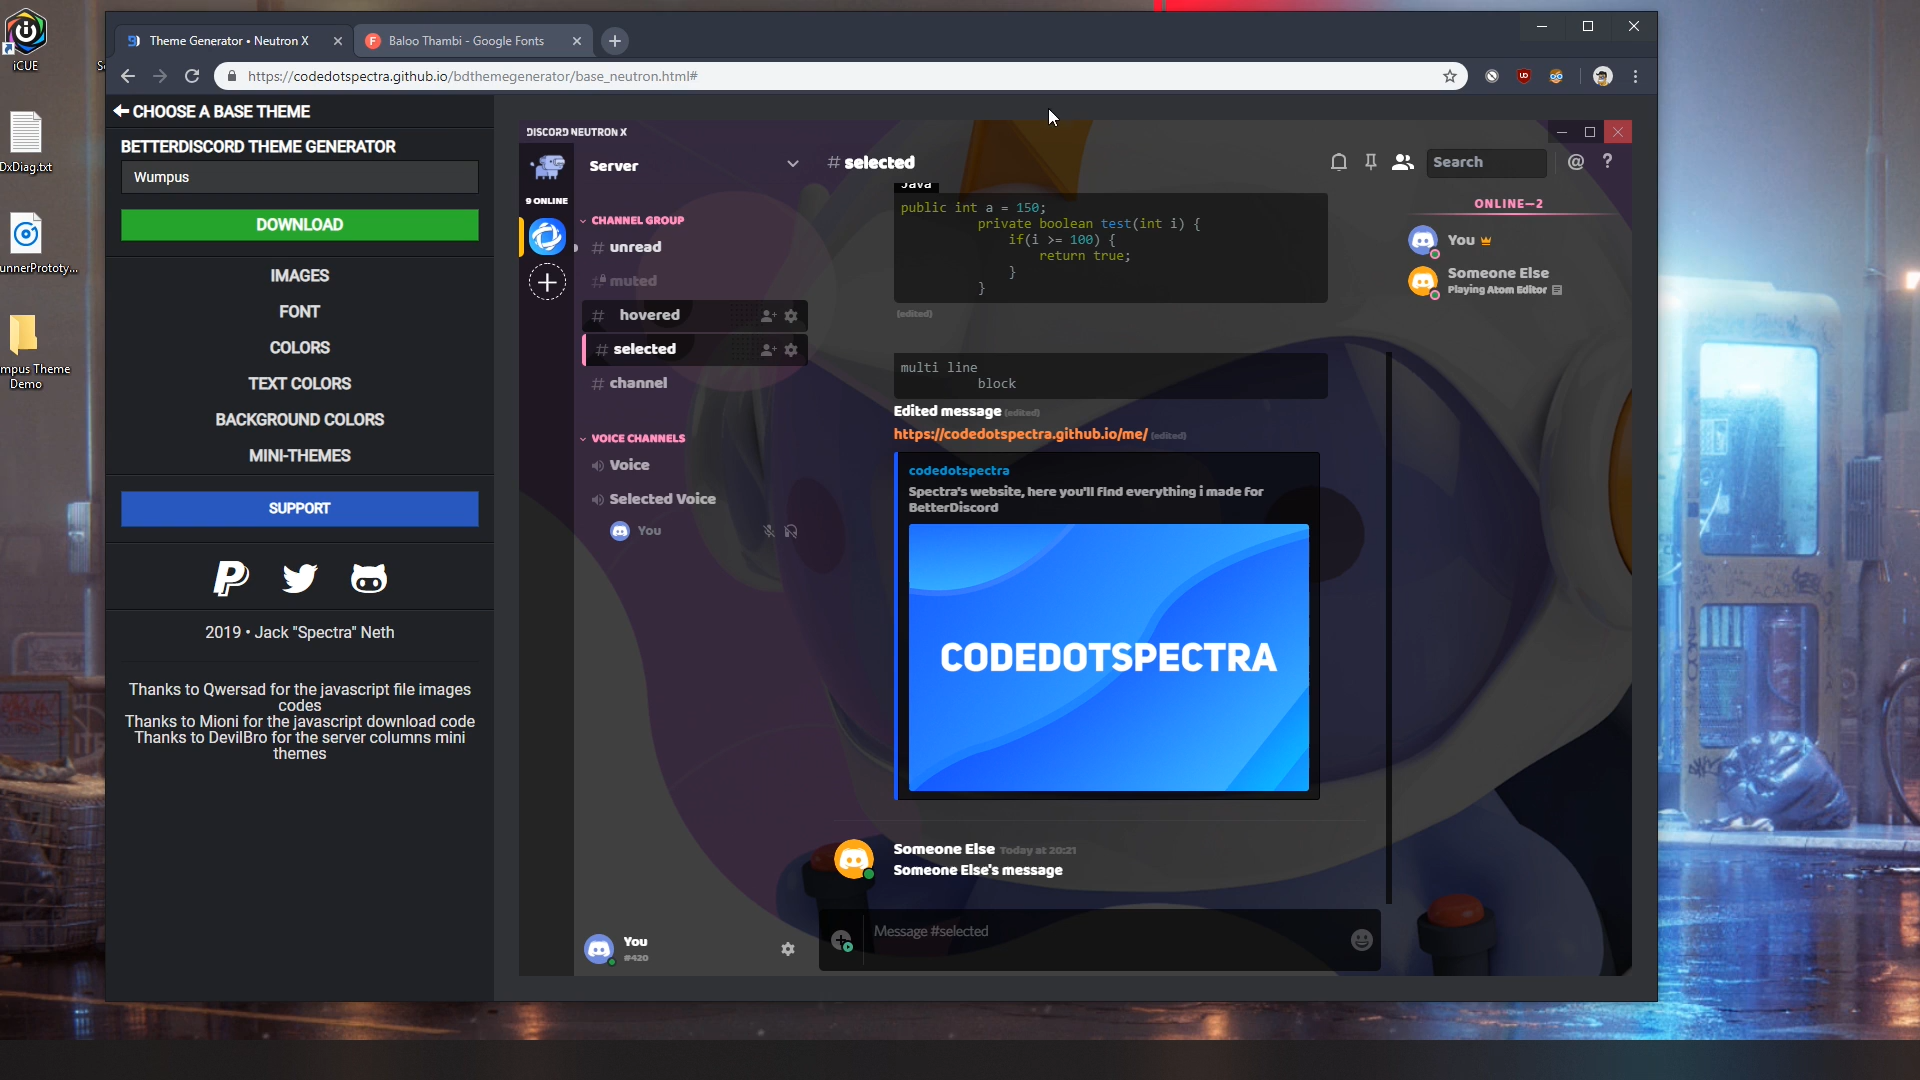 iCUE
DxDiag.txt
unnerPrototy...
mpus Theme
Demo
Theme Generator • Neutron X
Baloo Thambi - Google Fonts
https://codedotspectra.github.io/bdthemegenerator/base_neutron.html#
CHOOSE A BASE THEME
BETTERDISCORD THEME GENERATOR
Wumpus
DOWNLOAD
IMAGES
FONT
COLORS
TEXT COLORS
BACKGROUND COLORS
MINI-THEMES
SUPPORT
2019 • Jack "Spectra" Neth
Thanks to Qwersad for the javascript file images
codes
Thanks to Mioni for the javascript download code
Thanks to DevilBro for the server columns mini
themes
DISCORD NEUTRON X
9 ONLINE
Server
CHANNEL GROUP
# unread
# muted
# hovered
# selected
# channel
VOICE CHANNELS
Voice
Selected Voice
You
You
#420
# selected
Search
@ ?
Java
public int a = 150;
private boolean test(int i) {
if(i >= 100) {
return true;
}
}
(edited)
multi line
block
Edited message (edited)
https://codedotspectra.github.io/me/ (edited)
codedotspectra
Spectra's website, here you'll find everything i made for
BetterDiscord
CODEDOTSPECTRA
Someone Else Today at 20:21
Someone Else's message
Message #selected
ONLINE—2
You
Someone Else
Playing Atom Editor